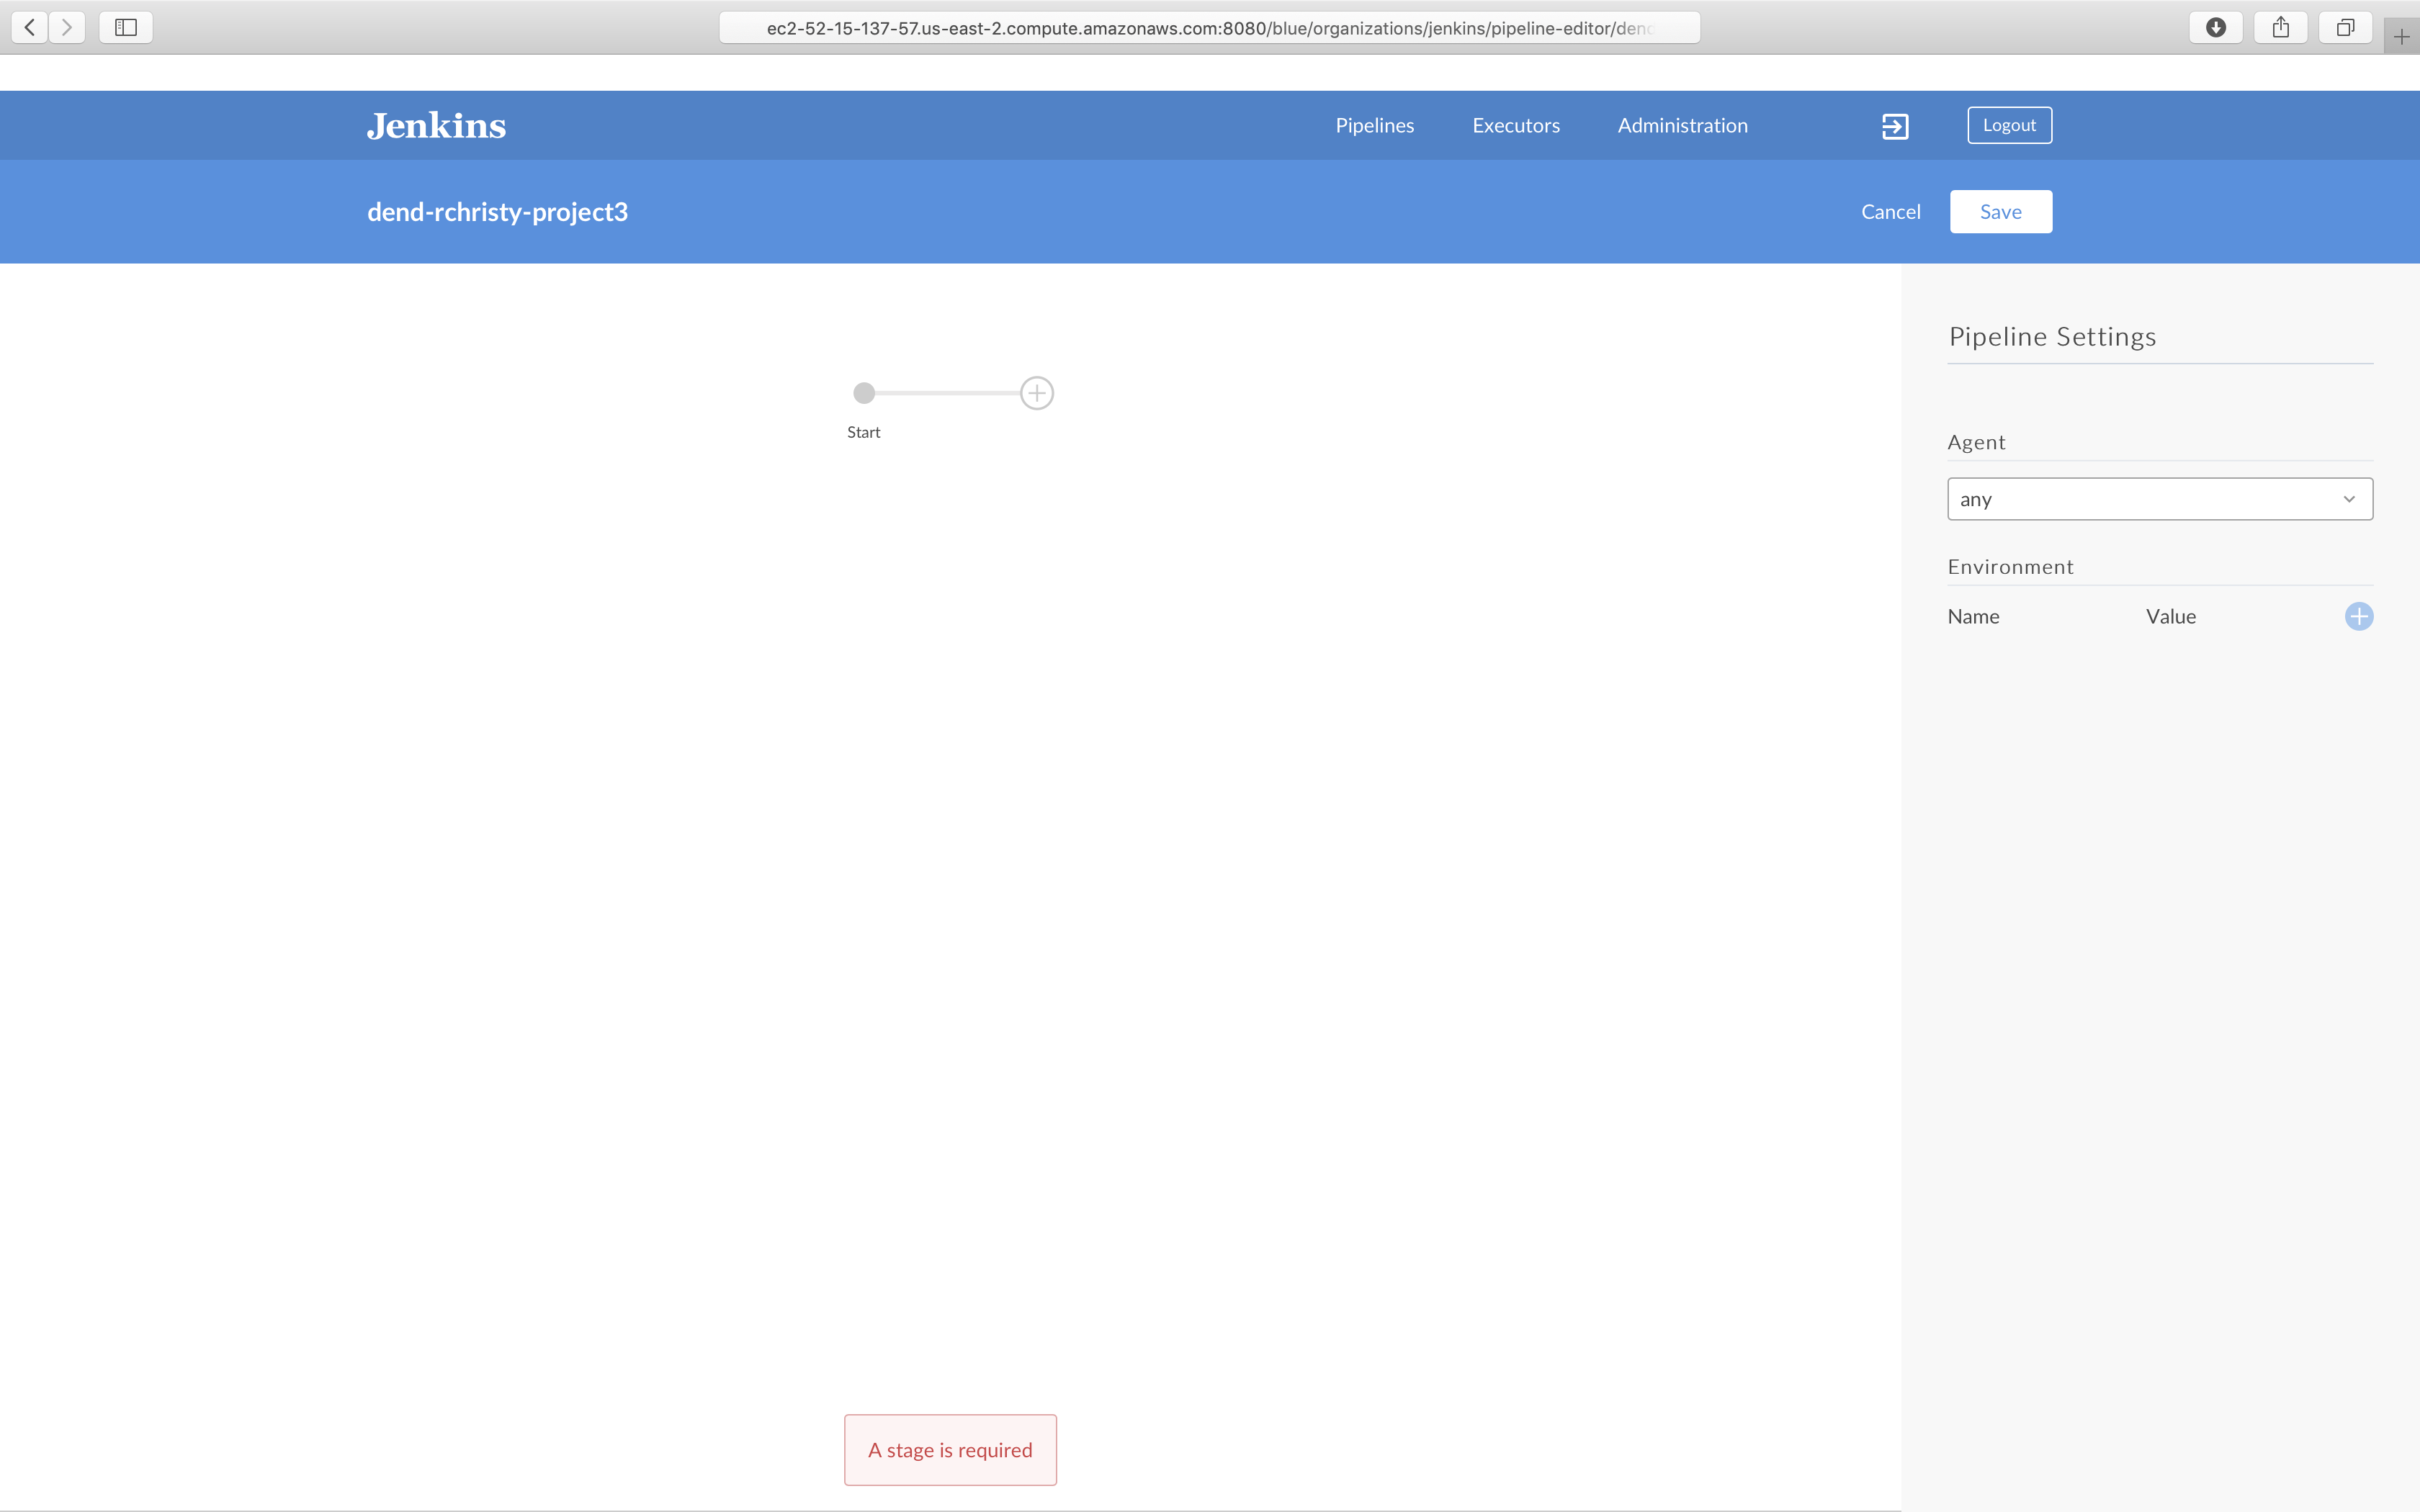 ec2-52-15-137-57.us-east-2.compute.amazonaws.com:8080/blue/organizations/jenkins/pipeline-editor/dend
Jenkins
Pipelines
Executors
Administration
Logout
dend-rchristy-project3
Cancel
Save
Pipeline Settings
Start
Agent
any
Environment
Name
Value
A stage is required